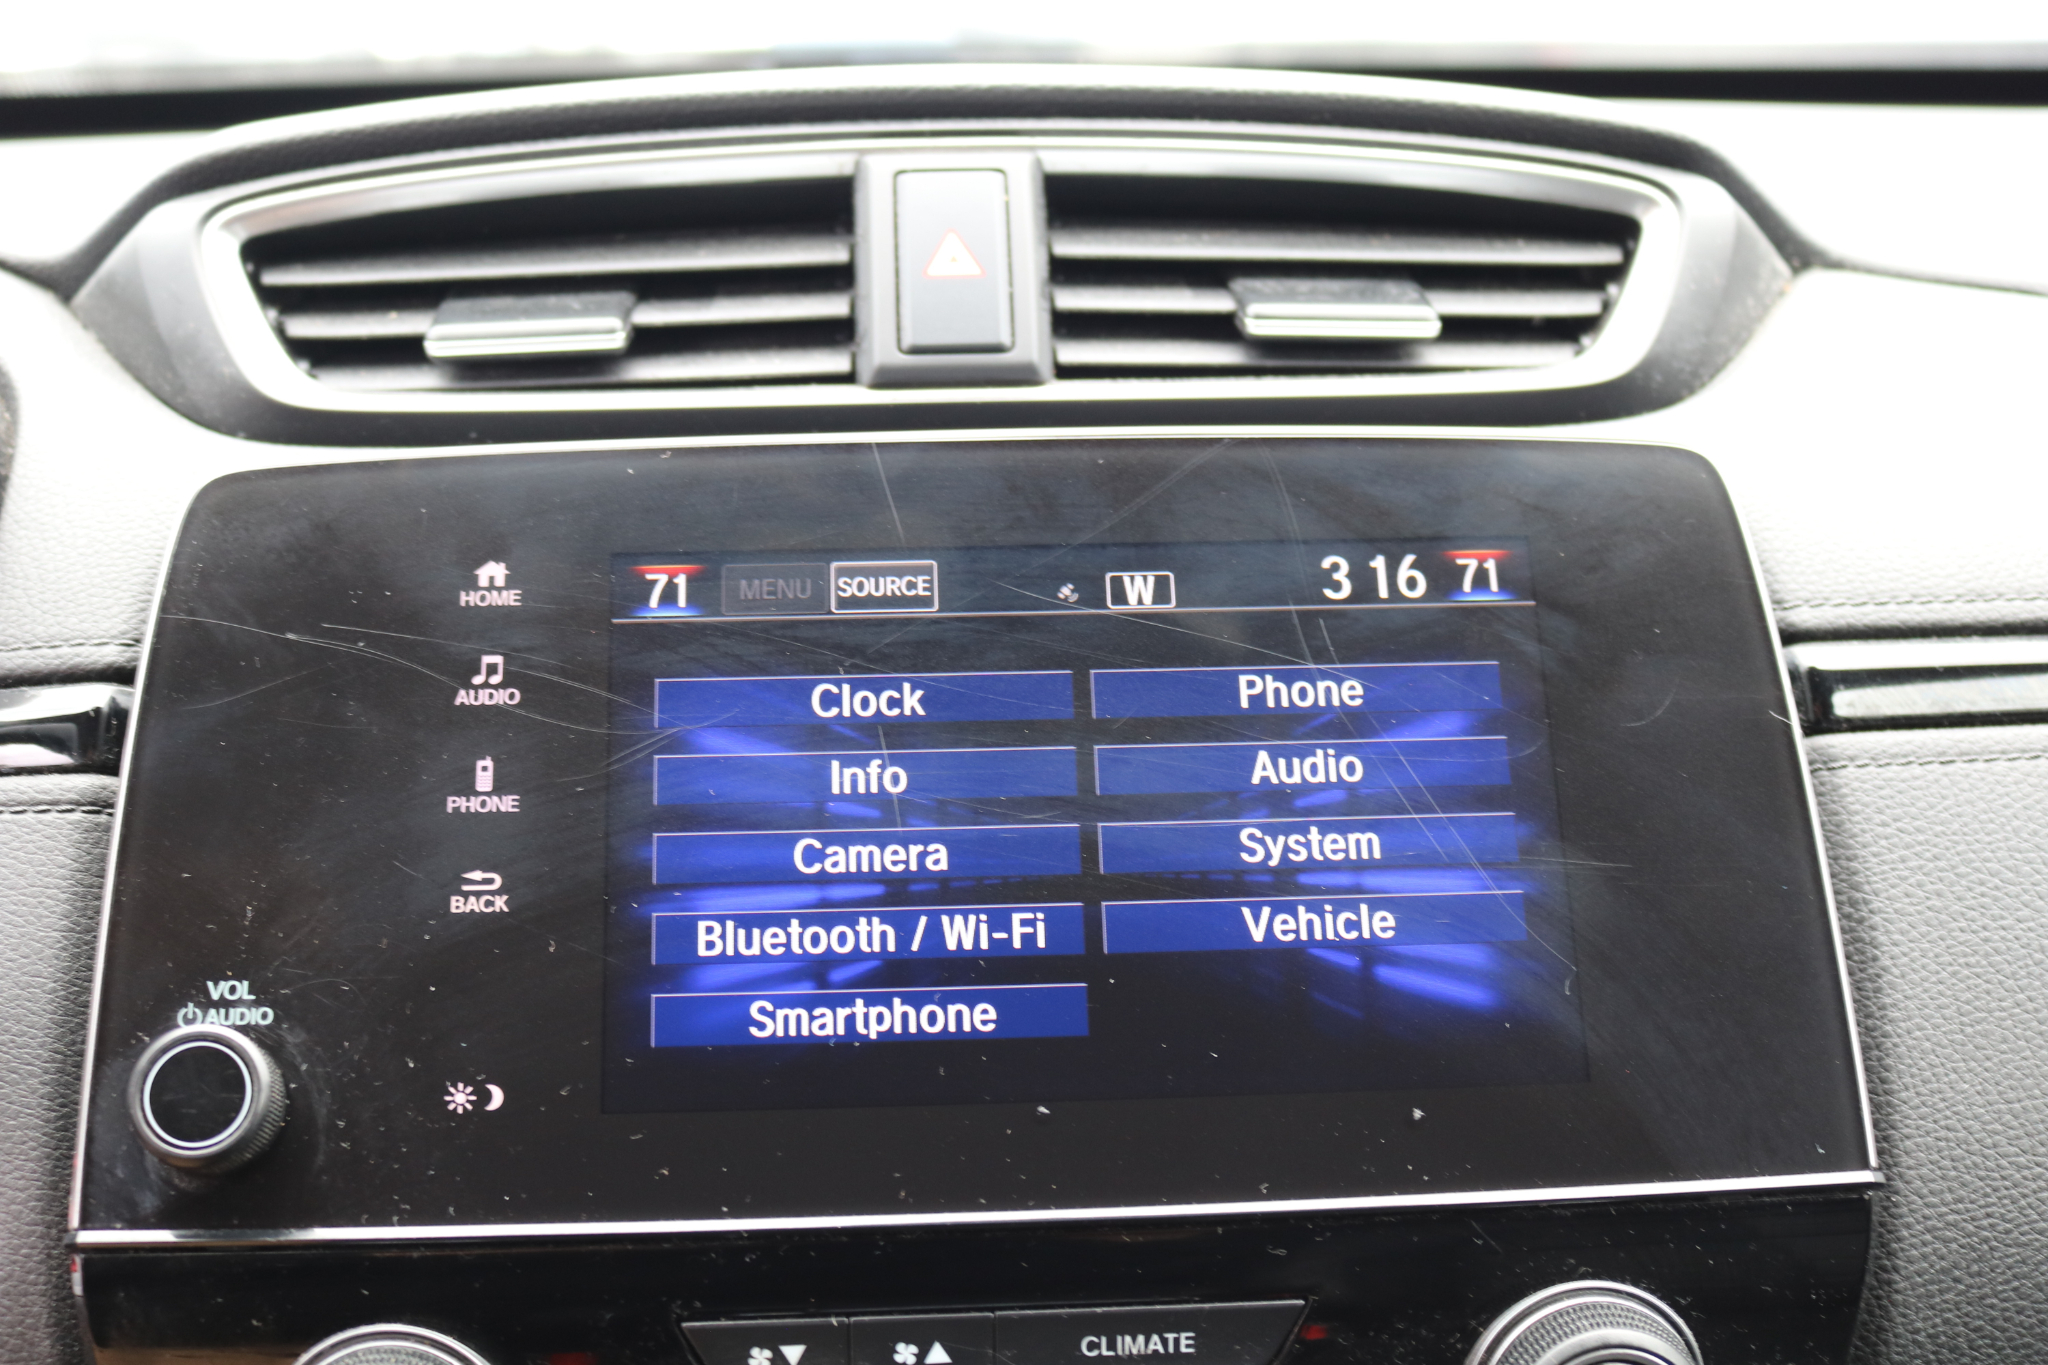 71 MENU SOURCE W 3 16 71
HOME
AUDIO
PHONE
BACK
VOL
AUDIO
Clock Phone
Info Audio
Camera System
Bluetooth / Wi-Fi Vehicle
Smartphone
CLIMATE